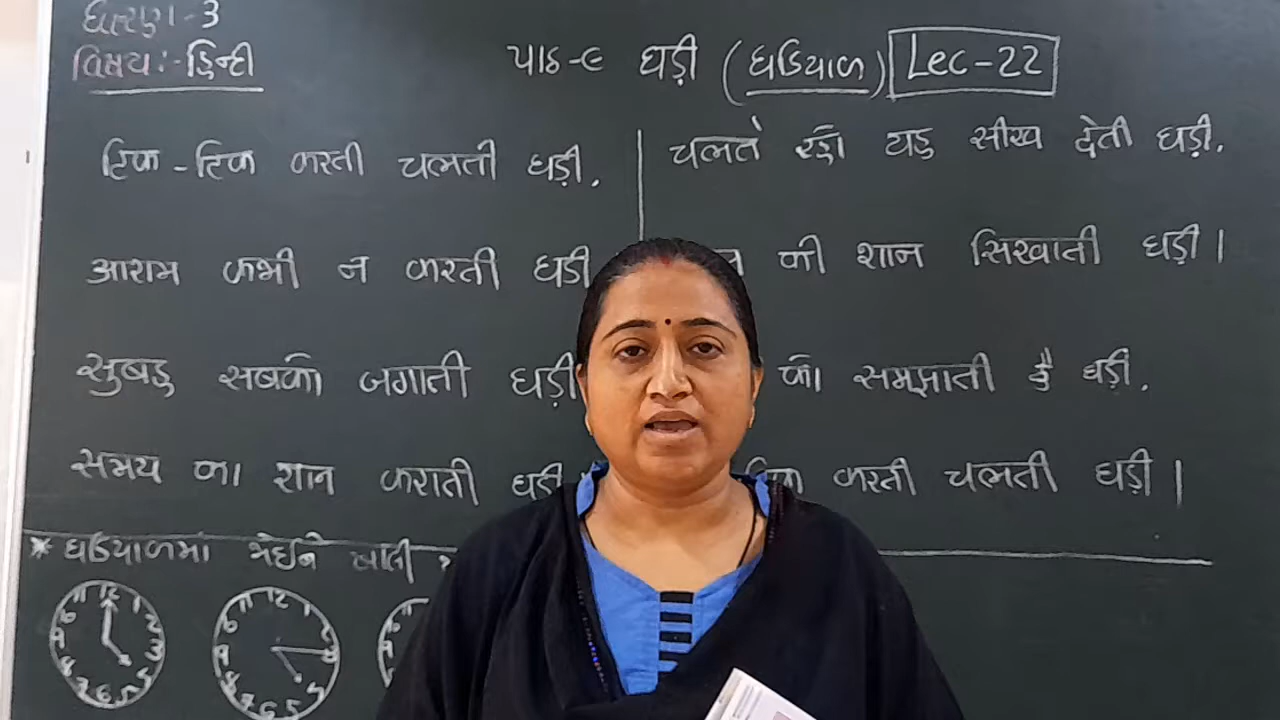 ધોરણ-3
વિષય :- હિન્દી
પાઠ-૯ घड़ी (ઘડિયાળ) Lec-22
टिक-टिक करती चलती घड़ी.
आराम कभी न करती घड़ी
सुबह सबको जगाती घड़ी
समय का ज्ञान कराती घड़ी
चलते रहो यह सीख देती घड़ी.
की शान सिखाती घड़ी।
को समझाती है घड़ी.
टिक करती चलती घड़ी।
* ઘડિયાળમાં જોઈને ખાલી